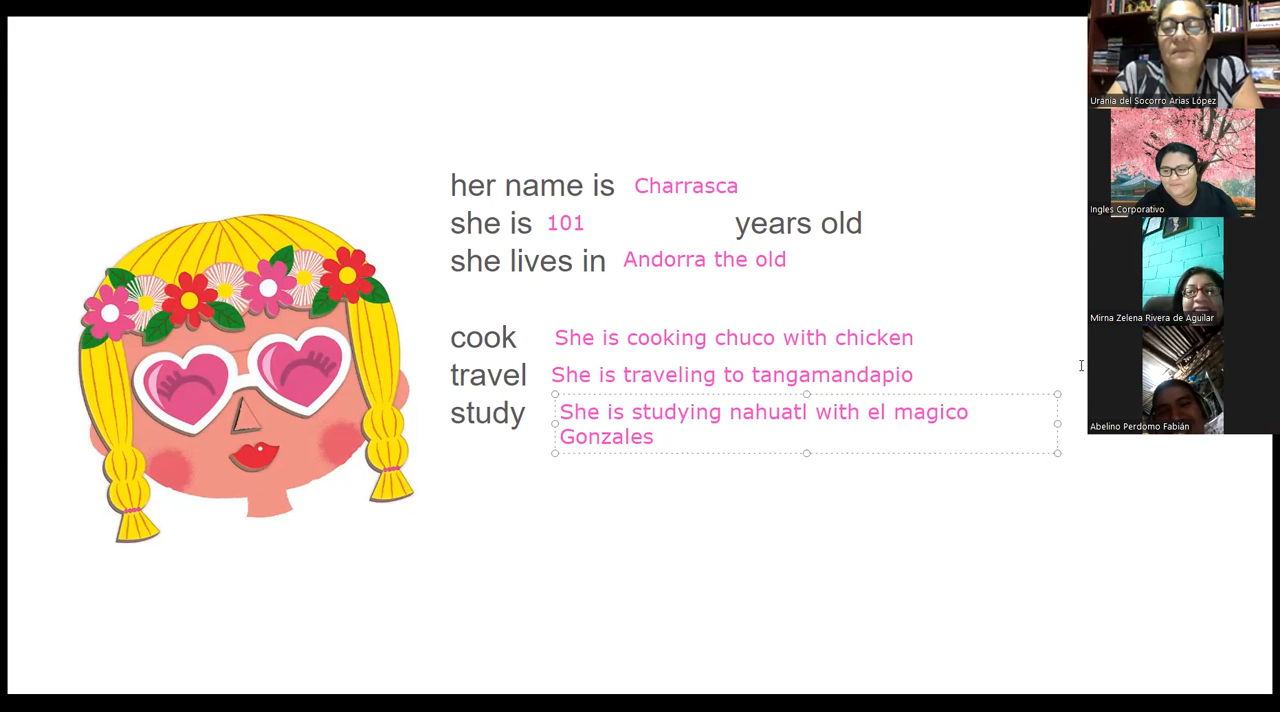 her name is Charrasca
she is 101 years old
she lives in Andorra the old
cook She is cooking chuco with chicken
travel She is traveling to tangamandapio
study She is studying nahuatl with el magico
Gonzales
Urania del Socorro Arias López
Ingles Corporativo
Mirna Zelena Rivera de Aguilar
Abelino Perdomo Fabián